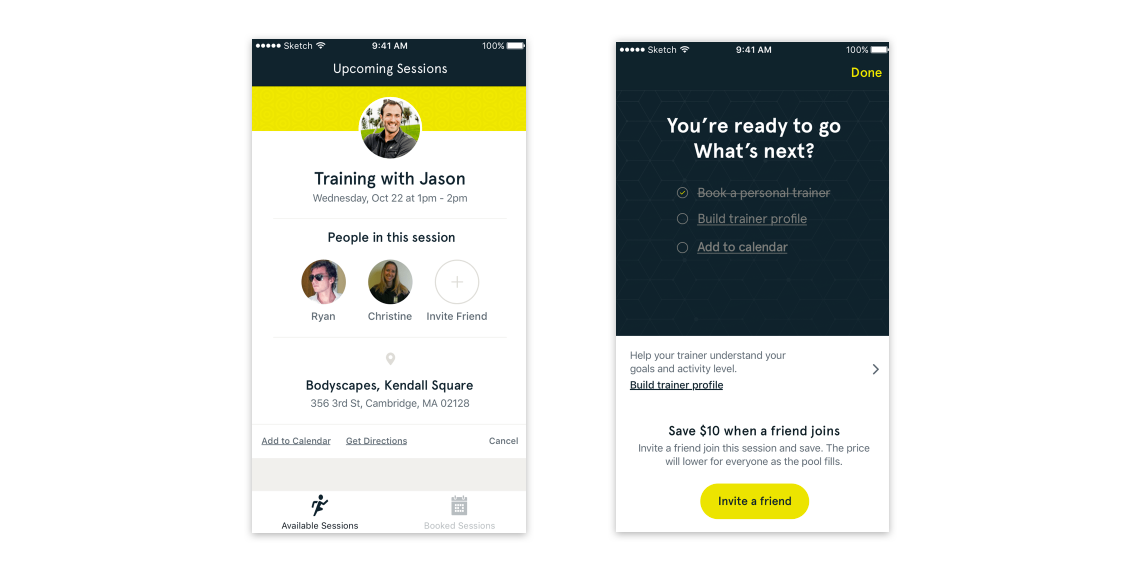 Sketch 9:41 AM 100%
Upcoming Sessions
Training with Jason
Wednesday, Oct 22 at 1pm - 2pm
People in this session
Ryan Christine Invite Friend
Bodyscapes, Kendall Square
356 3rd St, Cambridge, MA 02128
Add to Calendar Get Directions Cancel
Available Sessions Booked Sessions
Sketch 9:41 AM 100%
Done
You’re ready to go
What’s next?
Book a personal trainer
Build trainer profile
Add to calendar
Help your trainer understand your
goals and activity level.
Build trainer profile
Save $10 when a friend joins
Invite a friend join this session and save. The price
will lower for everyone as the pool fills.
Invite a friend